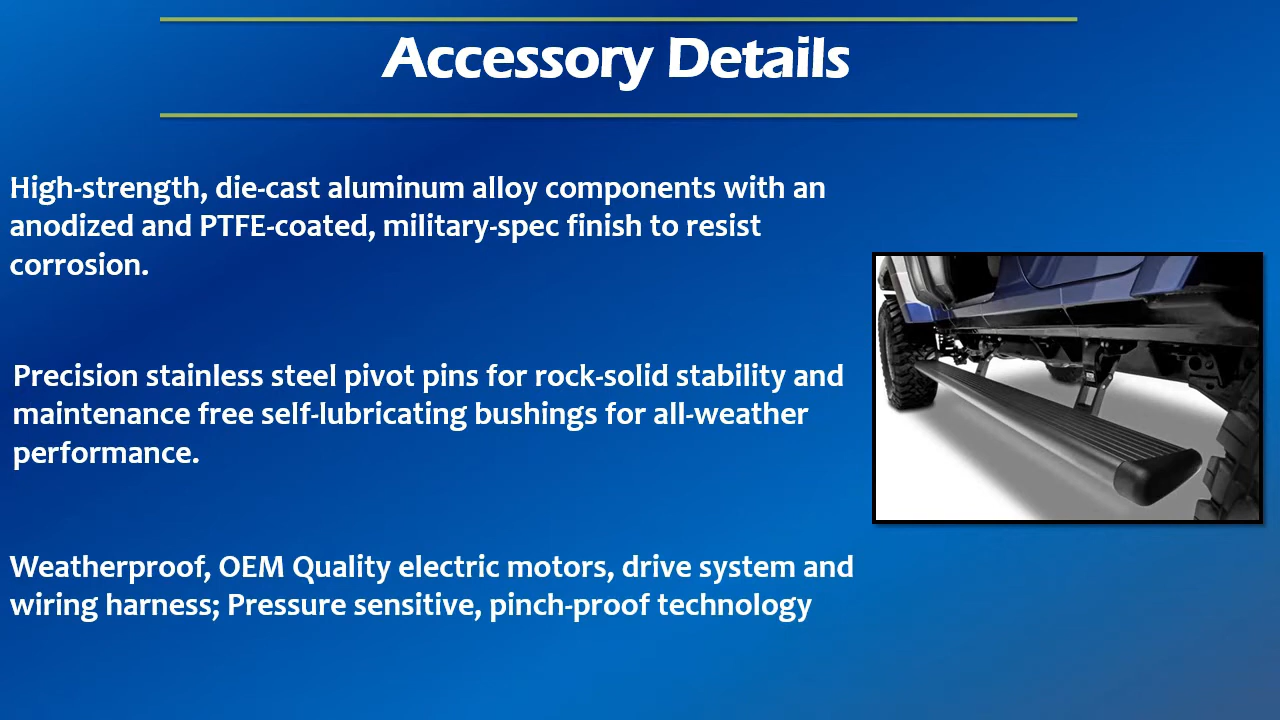 Accessory Details
High-strength, die-cast aluminum alloy components with an
anodized and PTFE-coated, military-spec finish to resist
corrosion.
Precision stainless steel pivot pins for rock-solid stability and
maintenance free self-lubricating bushings for all-weather
performance.
Weatherproof, OEM Quality electric motors, drive system and
wiring harness; Pressure sensitive, pinch-proof technology